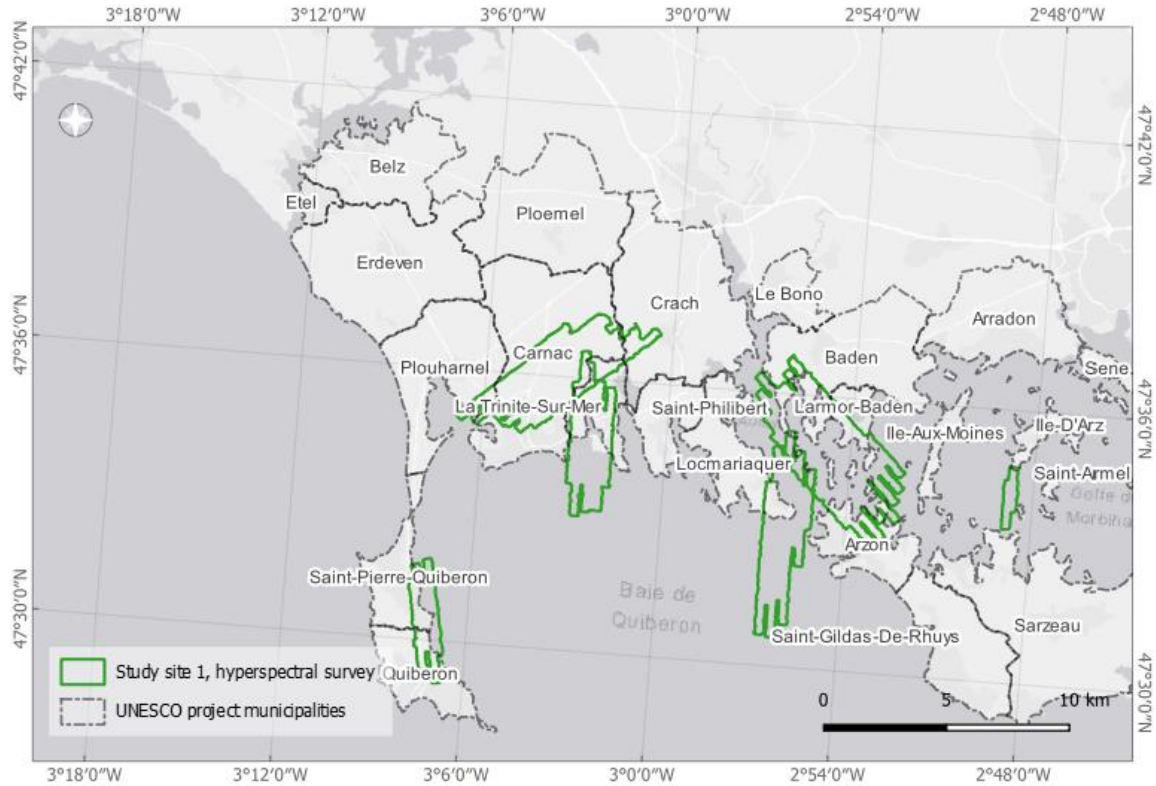 3°18'0"W 3°12'0"W 3°6'0"W 3°0'0"W 2°54'0"W 2°48'0"W
47°42'0"N
47°42'0"N
Belz
Etel
Ploemel
Erdeven
Crach
Le Bono
Arradon
47°36'0"N
Carnac
Plouharnel
Baden
Sene
47°36'0"N
La Trinite-Sur-Mer
Saint-Philibert
Larmor-Baden
Ile-Aux-Moines
Ile-D'Arz
Locmariaquer
Saint-Armel
Golfe d
Morbiha
Arzon
Saint-Pierre-Quiberon
47°30'0"N
Baie de
Quiberon
Saint-Gildas-De-Rhuys
Sarzeau
47°30'0"N
Study site 1, hyperspectral survey
Quiberon
UNESCO project municipalities
0 5 10 km
3°18'0"W 3°12'0"W 3°6'0"W 3°0'0"W 2°54'0"W 2°48'0"W